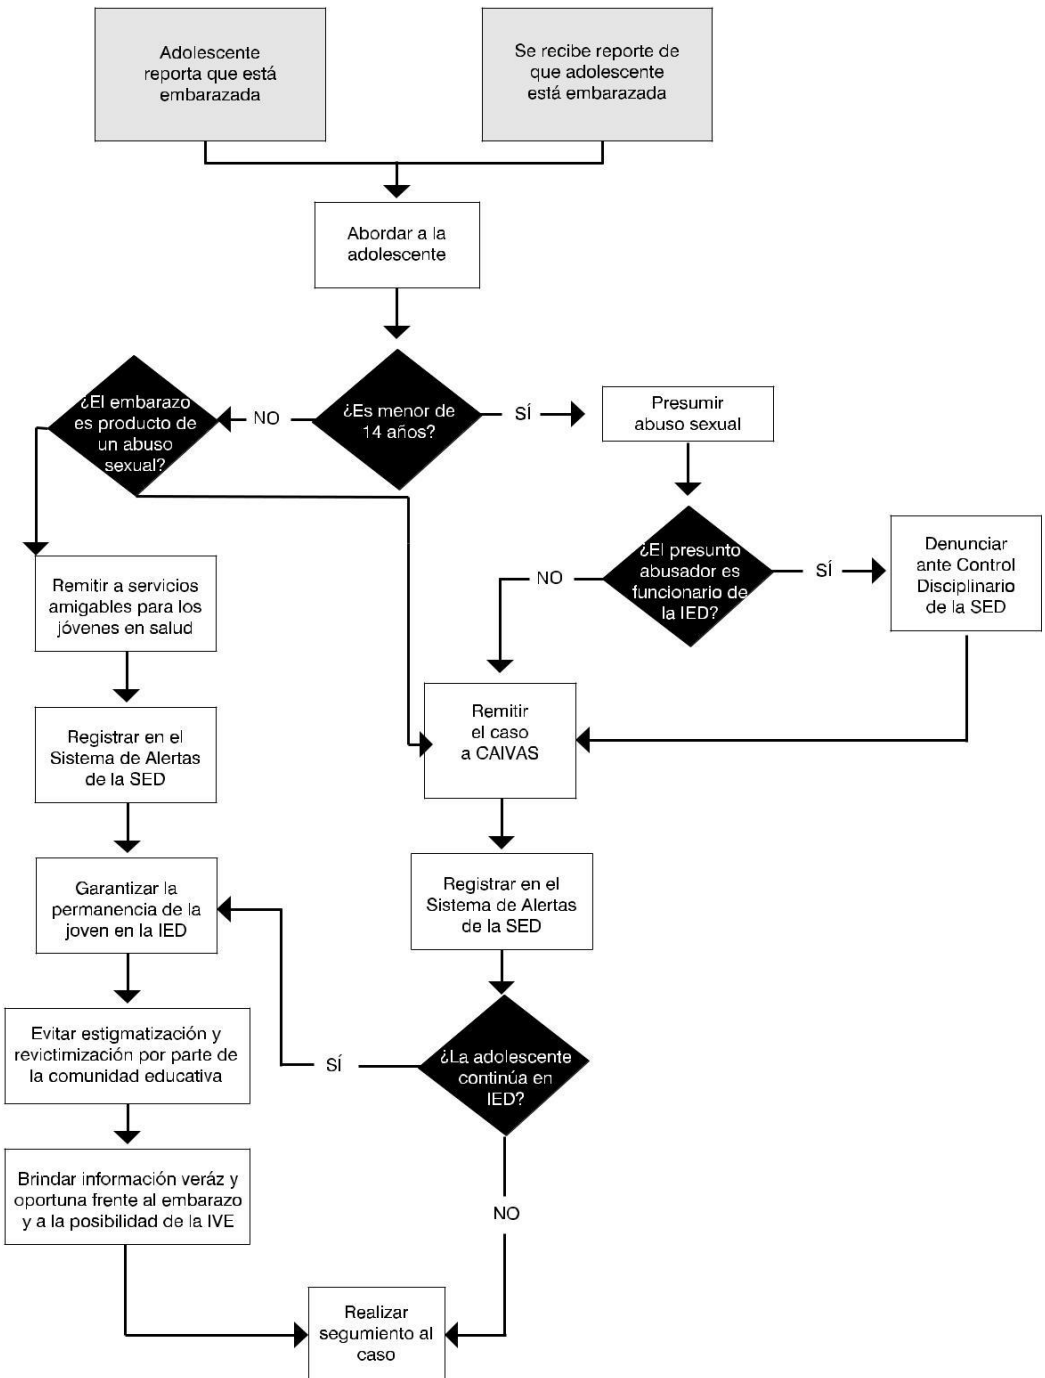 Adolescente
reporta que está
embarazada
Se recibe reporte de
que adolescente
está embarazada
Abordar a la
adolescente
¿El embarazo
es producto de
un abuso
sexual?
NO
¿Es menor de
14 años?
SÍ
Presumir
abuso sexual
Remitir a servicios
amigables para los
jóvenes en salud
NO
¿El presunto
abusador es
funcionario de
la IED?
SÍ
Denunciar
ante Control
Disciplinario
de la SED
Registrar en el
Sistema de Alertas
de la SED
Remitir
el caso
a CAIVAS
Garantizar la
permanencia de la
joven en la IED
Registrar en el
Sistema de Alertas
de la SED
Evitar estigmatización y
revictimización por parte de
la comunidad educativa
SÍ
¿La adolescente
continúa en
IED?
Brindar información veráz y
oportuna frente al embarazo
y a la posibilidad de la IVE
NO
Realizar
segumiento al
caso